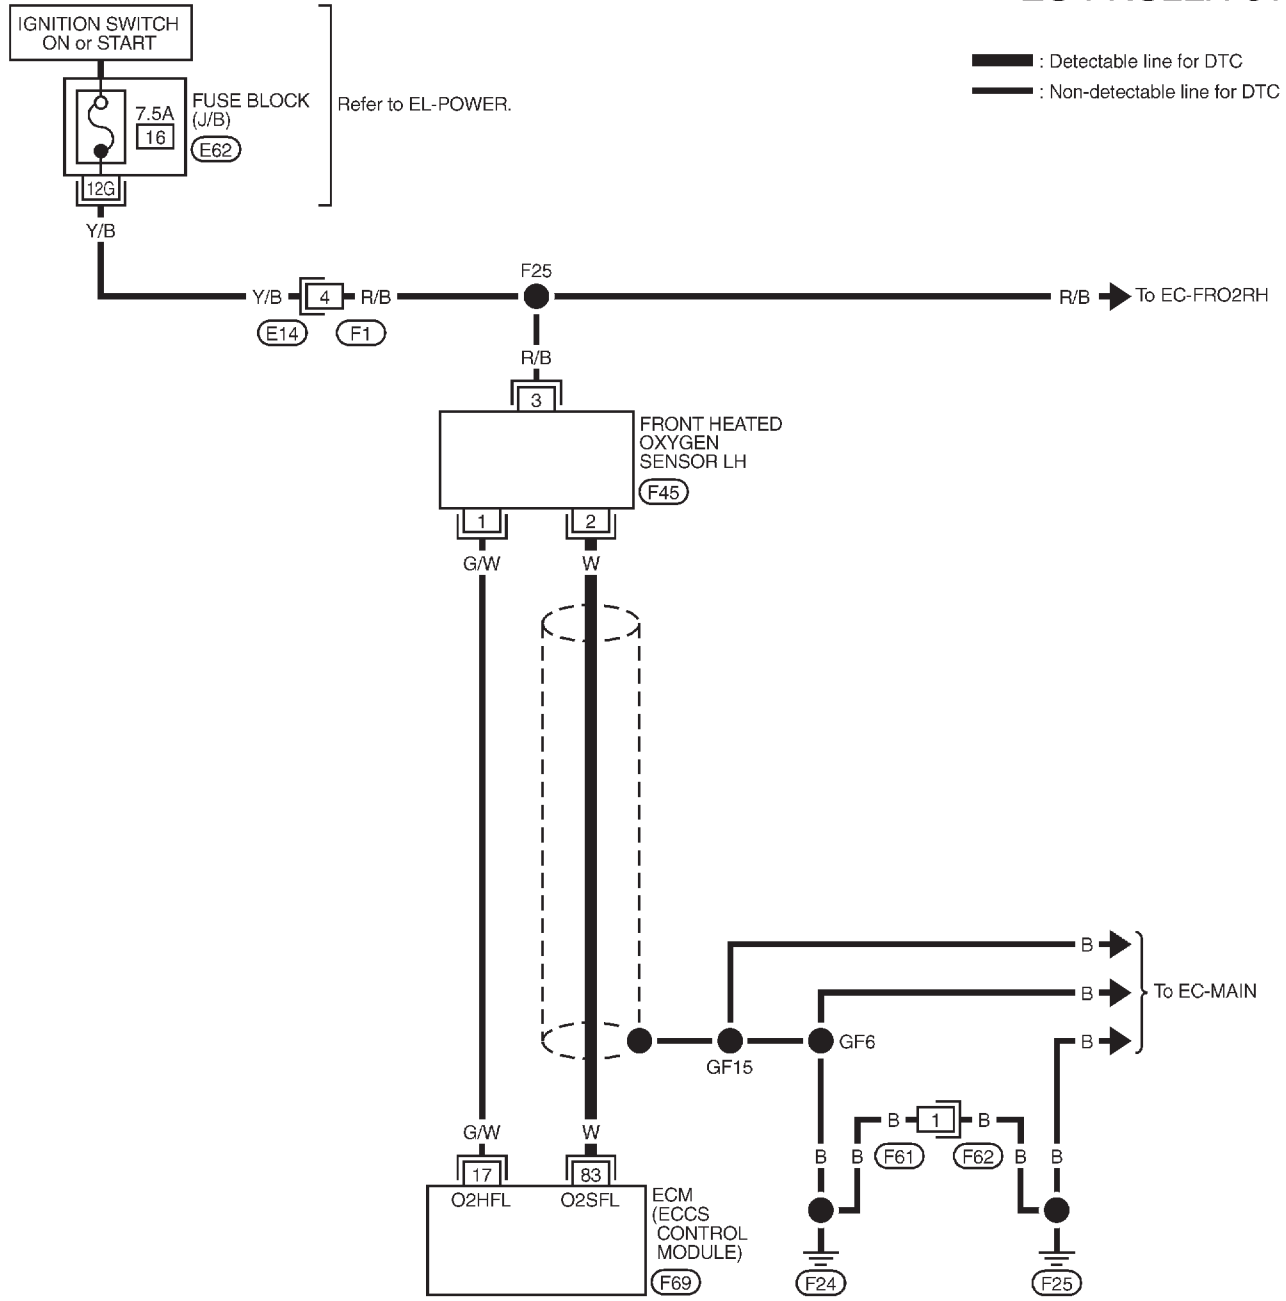 IGNITION SWITCH
ON or START
: Detectable line for DTC
: Non-detectable line for DTC
7.5A
16
FUSE BLOCK
(J/B)
E62
Refer to EL-POWER.
12G
Y/B
F25
Y/B
4
R/B
R/B
To EC-FRO2RH
E14
F1
R/B
3
FRONT HEATED
OXYGEN
SENSOR LH
F45
1
2
G/W
W
B
B
To EC-MAIN
B
GF6
GF15
B
1
B
G/W
W
B
B
F61
F62
B
B
17
83
O2HFL
O2SFL
ECM
(ECCS
CONTROL
MODULE)
F69
F24
F25